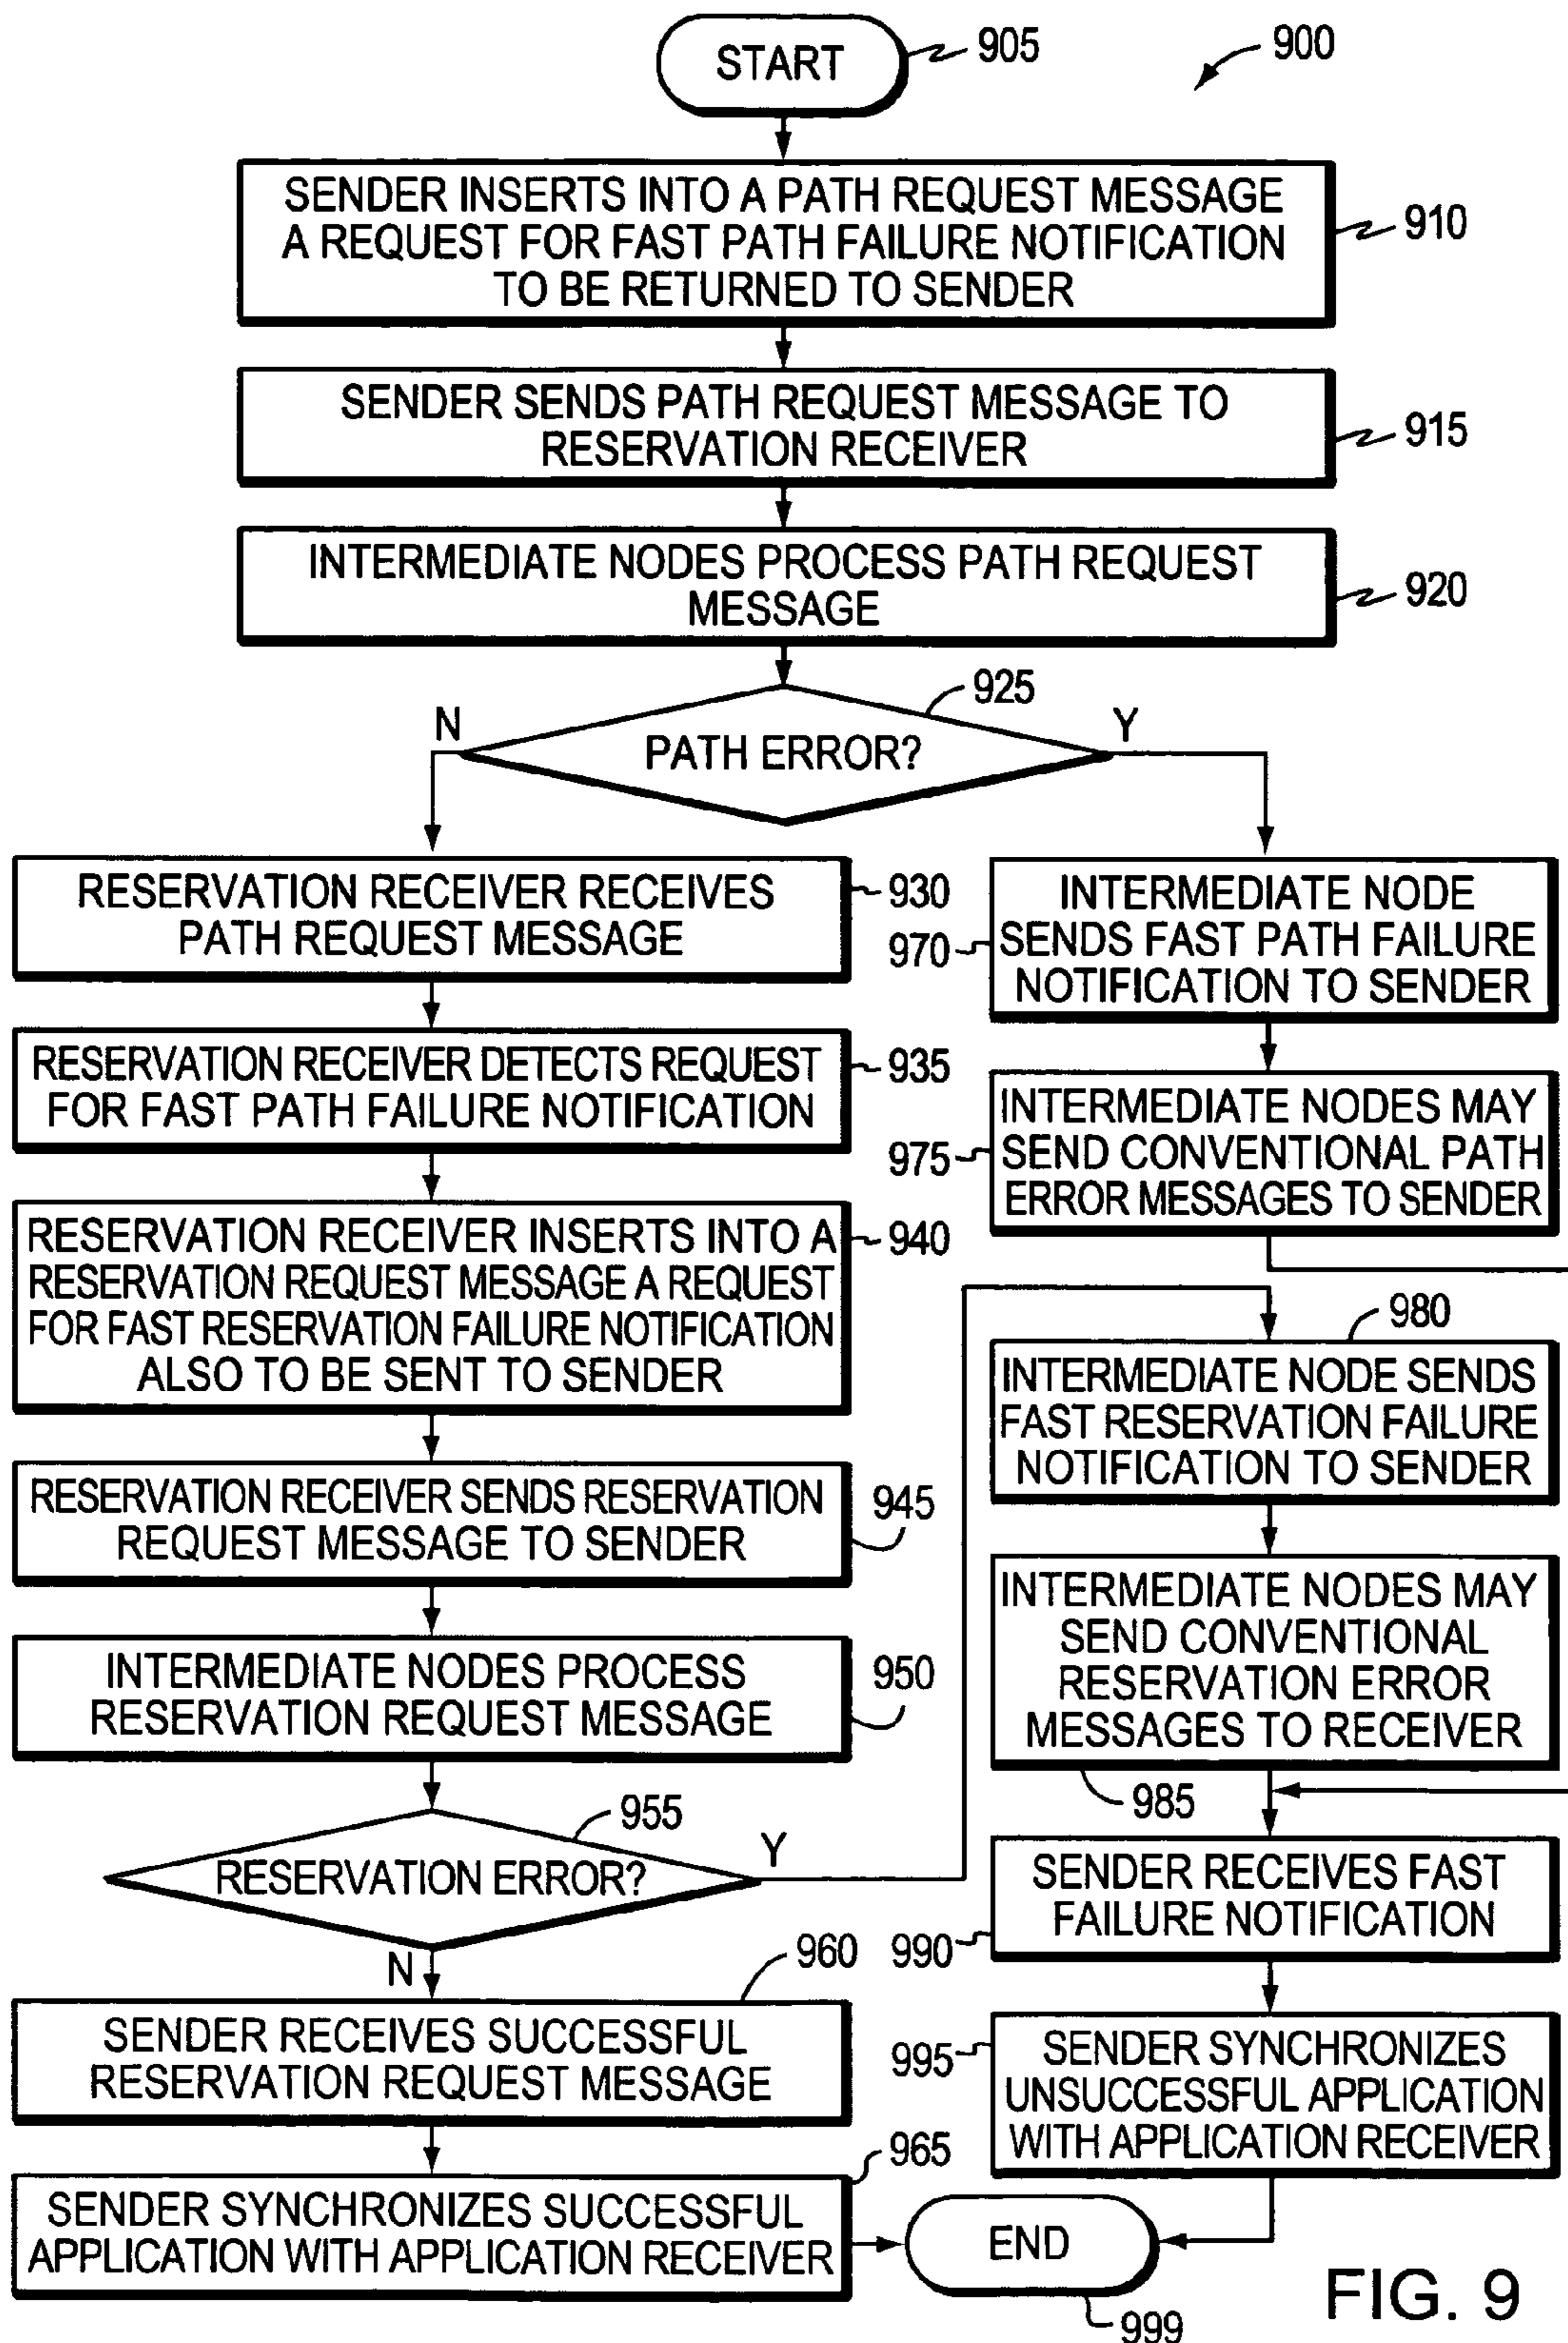 START
905
900
SENDER INSERTS INTO A PATH REQUEST MESSAGE
A REQUEST FOR FAST PATH FAILURE NOTIFICATION
TO BE RETURNED TO SENDER
910
SENDER SENDS PATH REQUEST MESSAGE TO
RESERVATION RECEIVER
915
INTERMEDIATE NODES PROCESS PATH REQUEST
MESSAGE
920
925
N
PATH ERROR?
Y
RESERVATION RECEIVER RECEIVES
PATH REQUEST MESSAGE
930
RESERVATION RECEIVER DETECTS REQUEST
FOR FAST PATH FAILURE NOTIFICATION
935
RESERVATION RECEIVER INSERTS INTO A
RESERVATION REQUEST MESSAGE A REQUEST
FOR FAST RESERVATION FAILURE NOTIFICATION
ALSO TO BE SENT TO SENDER
940
RESERVATION RECEIVER SENDS RESERVATION
REQUEST MESSAGE TO SENDER
945
INTERMEDIATE NODES PROCESS
RESERVATION REQUEST MESSAGE
950
955
RESERVATION ERROR?
Y
N
960
SENDER RECEIVES SUCCESSFUL
RESERVATION REQUEST MESSAGE
965
SENDER SYNCHRONIZES SUCCESSFUL
APPLICATION WITH APPLICATION RECEIVER
INTERMEDIATE NODE
SENDS FAST PATH FAILURE
NOTIFICATION TO SENDER
970
INTERMEDIATE NODES MAY
SEND CONVENTIONAL PATH
ERROR MESSAGES TO SENDER
975
980
INTERMEDIATE NODE SENDS
FAST RESERVATION FAILURE
NOTIFICATION TO SENDER
INTERMEDIATE NODES MAY
SEND CONVENTIONAL
RESERVATION ERROR
MESSAGES TO RECEIVER
985
SENDER RECEIVES FAST
FAILURE NOTIFICATION
990
SENDER SYNCHRONIZES
UNSUCCESSFUL APPLICATION
WITH APPLICATION RECEIVER
995
END
999
FIG. 9